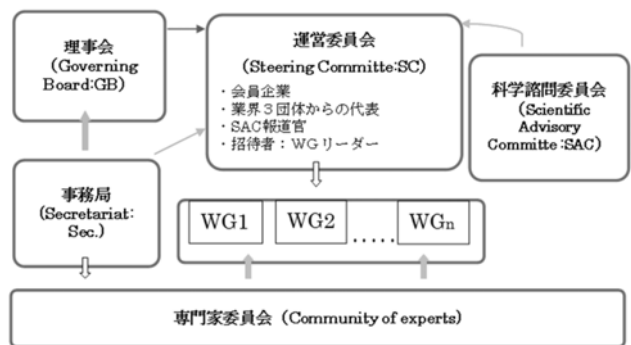 理事会
(Governing
Board:GB)
運営委員会
(Steering Committe:SC)
・会員企業
・業界３団体からの代表
・SAC報道官
・招待者：WGリーダー
科学諮問委員会
(Scientific
Advisory
Committe:SAC)
事務局
(Secretariat:
Sec.)
WG1 WG2 ..... WGn
専門家委員会（Community of experts)